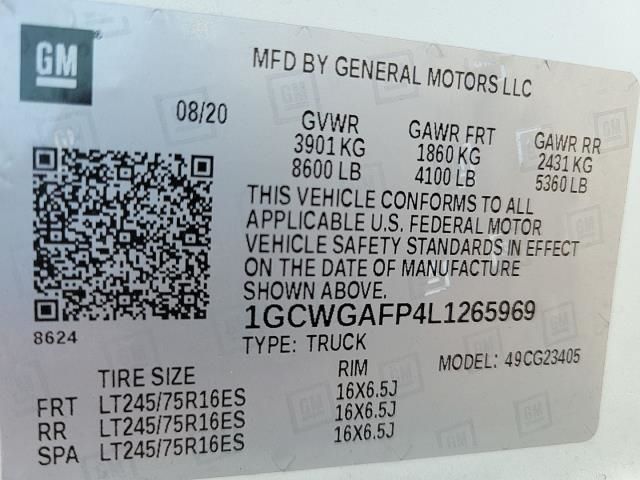 GM
MFD BY GENERAL MOTORS LLC
08/20
GVWR GAWR FRT GAWR RR
3901 KG 1860 KG 2431 KG
8600 LB 4100 LB 5360 LB
THIS VEHICLE CONFORMS TO ALL
APPLICABLE U.S. FEDERAL MOTOR
VEHICLE SAFETY STANDARDS IN EFFECT
ON THE DATE OF MANUFACTURE
SHOWN ABOVE.
8624
1GCWGAFP4L1265969
TYPE: TRUCK MODEL: 49CG23405
TIRE SIZE RIM
FRT LT245/75R16ES 16X6.5J
RR LT245/75R16ES 16X6.5J
SPA LT245/75R16ES 16X6.5J